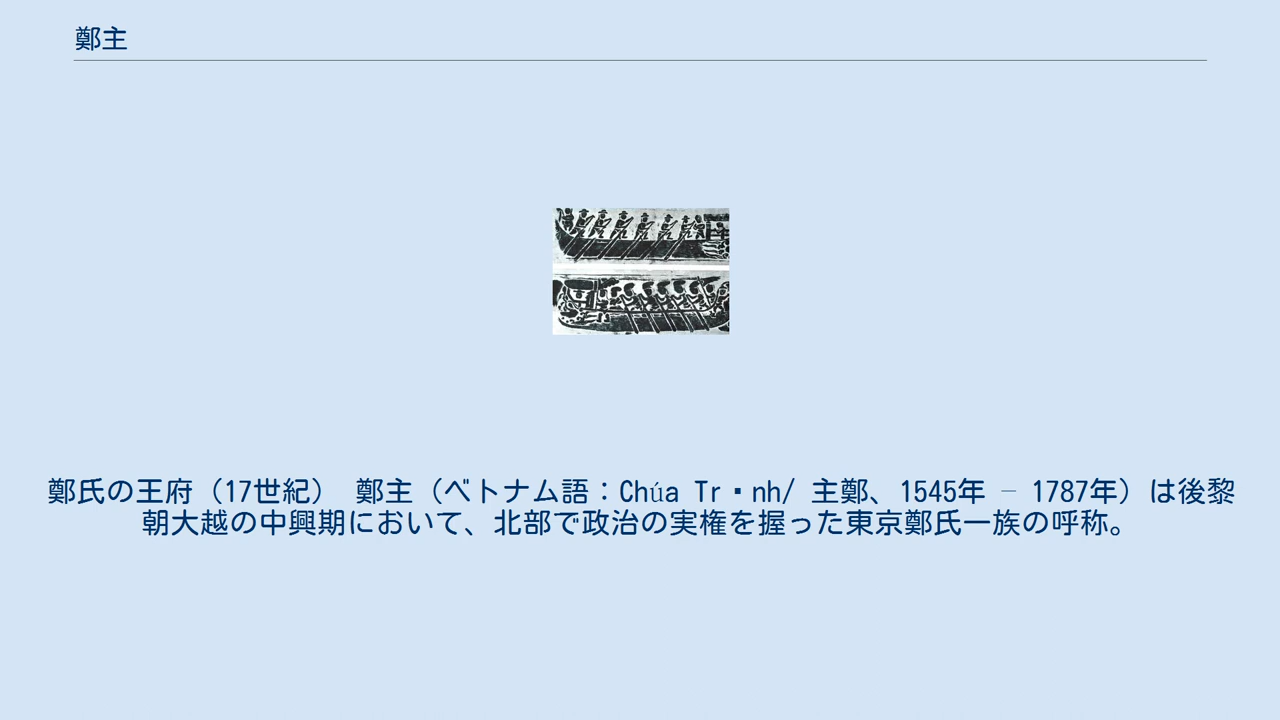 鄭主
鄭氏の王府（17世紀） 鄭主（ベトナム語：Chúa Tr▪nh/ 主鄭、1545年 – 1787年）は後黎
朝大越の中興期において、北部で政治の実権を握った東京鄭氏一族の呼称。